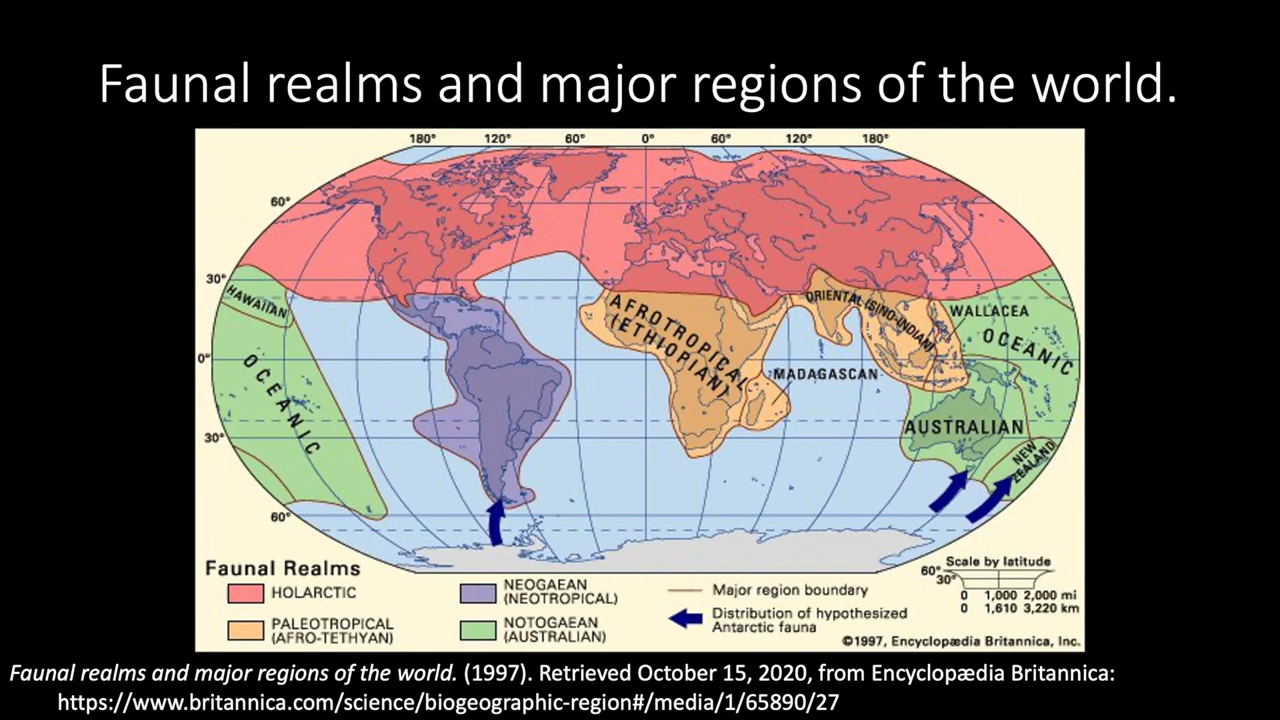 Faunal realms and major regions of the world.
180° 120° 60° 0° 60° 120° 180°
60°
30°
HAWAIIAN
AFROTROPICAL
(ETHIOPIAN)
ORIENTAL (SINO-INDIAN)
WALLACEA
OCEANIC
0°
OCEANIC
MADAGASCAN
AUSTRALIAN
30°
NEW
ZEALAND
60°
Faunal Realms
HOLARCTIC
PALEOTROPICAL
(AFRO-TETHYAN)
NEOGAEAN
(NEOTROPICAL)
NOTOGAEAN
(AUSTRALIAN)
Major region boundary
Distribution of hypothesized
Antarctic fauna
Scale by latitude
60°
30°
0 1,000 2,000 mi
0 1,610 3,220 km
©1997, Encyclopædia Britannica, Inc.
Faunal realms and major regions of the world. (1997). Retrieved October 15, 2020, from Encyclopædia Britannica:
https://www.britannica.com/science/biogeographic-region#/media/1/65890/27